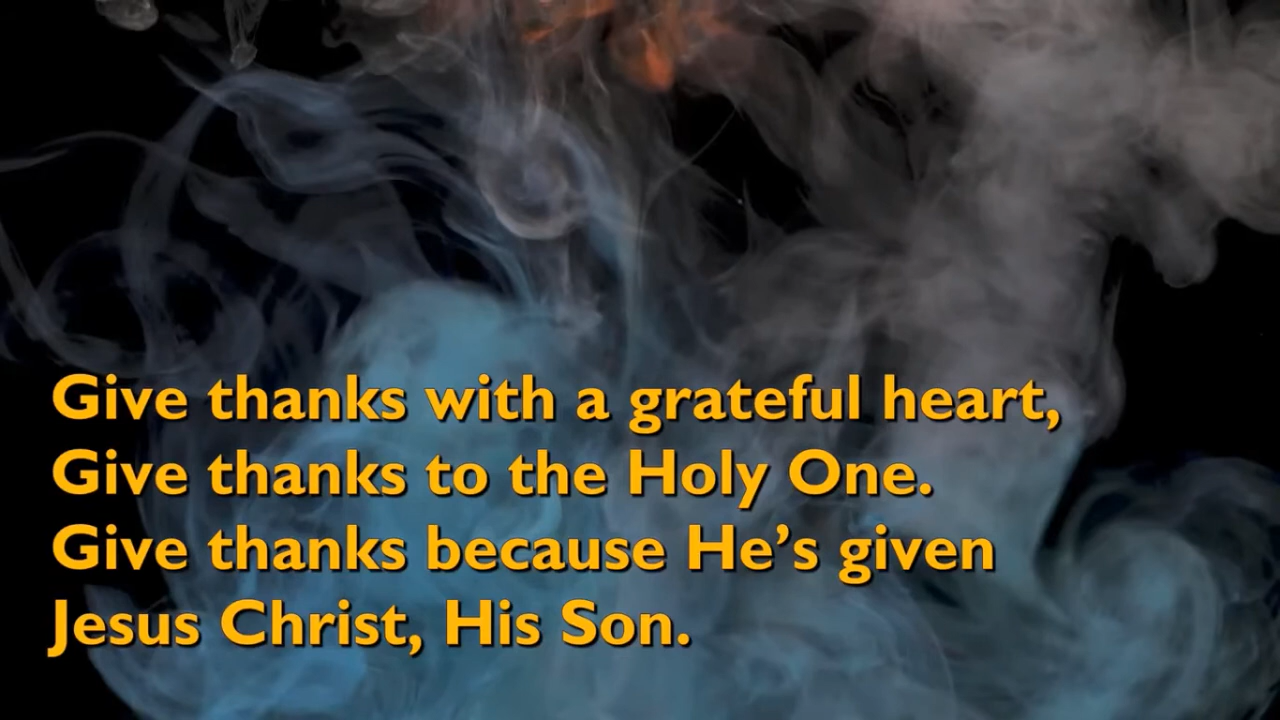 Give thanks with a grateful heart,
Give thanks to the Holy One.
Give thanks because He’s given
Jesus Christ, His Son.